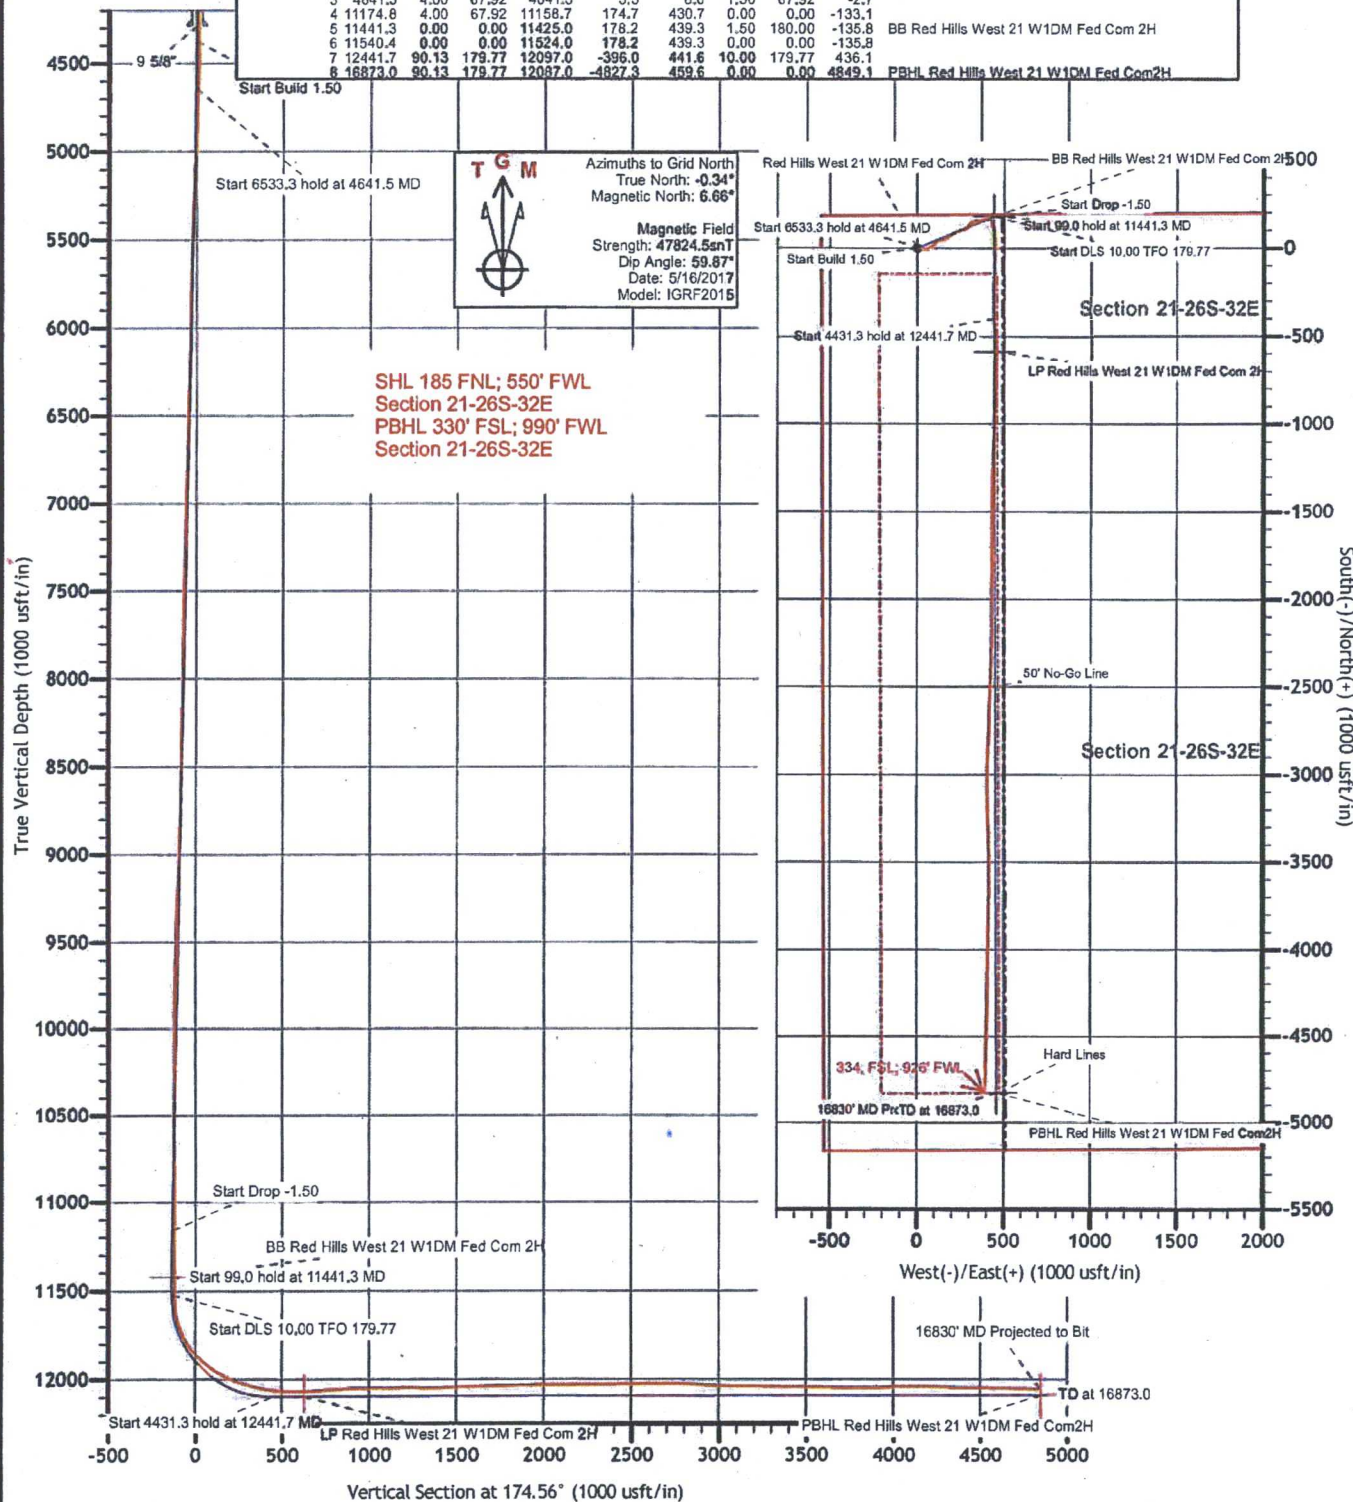 4 11174.8 4.00 67.92 11158.7 174.7 430.7 0.00 0.00 -133.1
5 11441.3 0.00 0.00 11425.0 178.2 439.3 1.50 180.00 -135.8 BB Red Hills West 21 W1DM Fed Com 2H
6 11540.4 0.00 0.00 11524.0 178.2 439.3 0.00 0.00 -135.8
7 12441.7 90.13 179.77 12097.0 -396.0 441.6 10.00 179.77 436.1
8 16873.0 90.13 179.77 12087.0 -4827.3 459.6 0.00 0.00 4849.1 PBHL Red Hills West 21 W1DM Fed Com2H
9 5/8"
Start Build 1.50
Start 6533.3 hold at 4641.5 MD
T G M
Azimuths to Grid North
True North: -0.34°
Magnetic North: 6.66°
Magnetic Field
Strength: 47824.5snT
Dip Angle: 59.87°
Date: 5/16/2017
Model: IGRF2015
SHL 185 FNL; 550' FWL
Section 21-26S-32E
PBHL 330' FSL; 990' FWL
Section 21-26S-32E
True Vertical Depth (1000 usft/in)
4500
5000
5500
6000
6500
7000
7500
8000
8500
9000
9500
10000
10500
11000
11500
12000
Start Drop -1.50
BB Red Hills West 21 W1DM Fed Com 2H
Start 99.0 hold at 11441.3 MD
Start DLS 10.00 TFO 179.77
Start 4431.3 hold at 12441.7 MD
LP Red Hills West 21 W1DM Fed Com 2H
16830' MD Projected to Bit
TD at 16873.0
PBHL Red Hills West 21 W1DM Fed Com2H
-500 0 500 1000 1500 2000 2500 3000 3500 4000 4500 5000
Vertical Section at 174.56° (1000 usft/in)
Red Hills West 21 W1DM Fed Com 2H
BB Red Hills West 21 W1DM Fed Com 2H
Start Drop -1.50
Start 6533.3 hold at 4641.5 MD
Start 99.0 hold at 11441.3 MD
Start Build 1.50
Start DLS 10.00 TFO 179.77
Section 21-26S-32E
Start 4431.3 hold at 12441.7 MD
LP Red Hills West 21 W1DM Fed Com 2H
50' No-Go Line
Section 21-26S-32E
Hard Lines
334, FSL; 926' FWL
16830' MD PrxTD at 16873.0
PBHL Red Hills West 21 W1DM Fed Com2H
500
0
-500
-1000
-1500
-2000
-2500
-3000
-3500
-4000
-4500
-5000
-5500
South(-)/North(+) (1000 usft/in)
-500 0 500 1000 1500 2000
West(-)/East(+) (1000 usft/in)